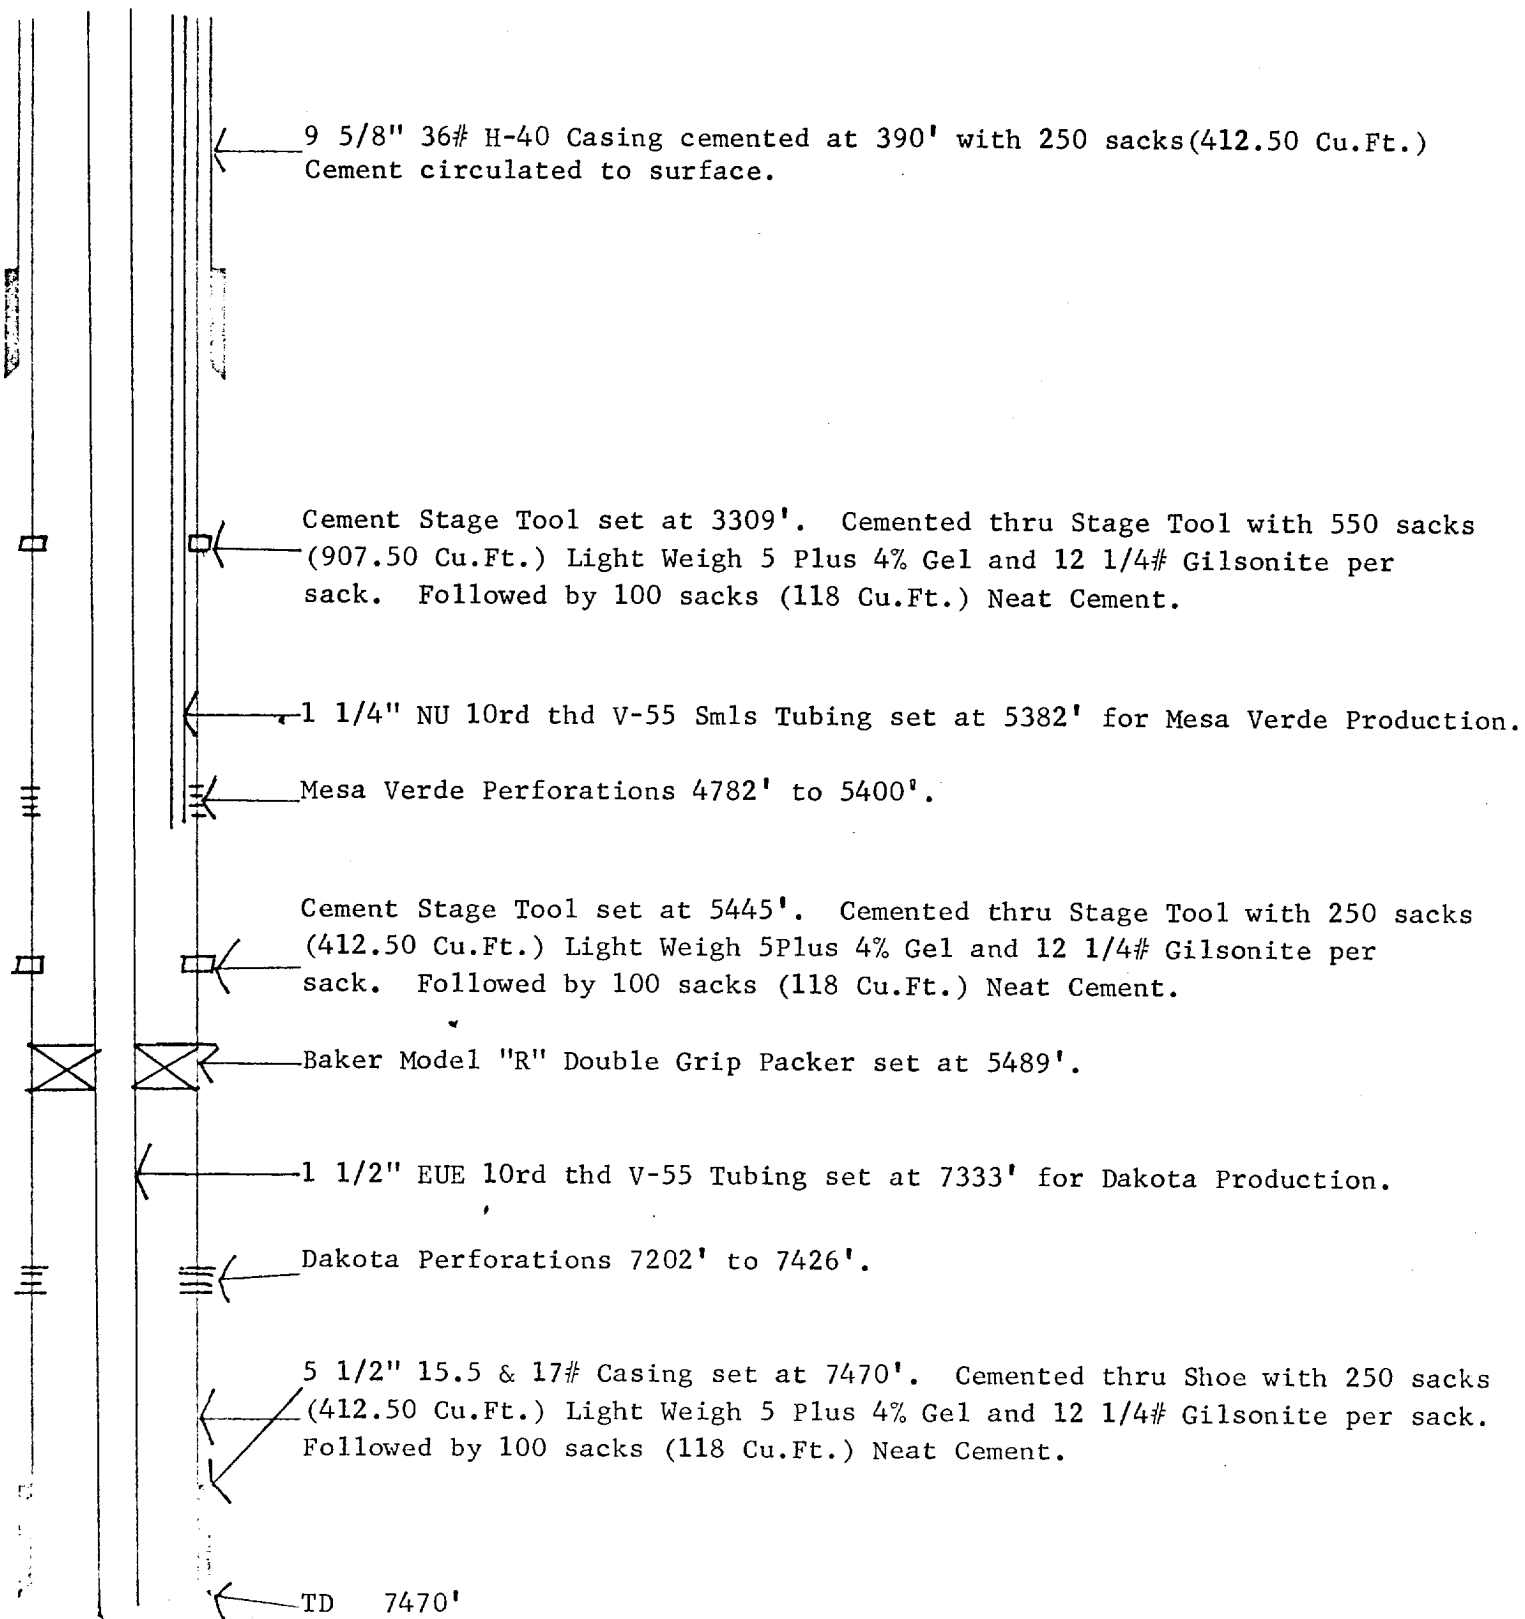 9 5/8" 36# H-40 Casing cemented at 390' with 250 sacks(412.50 Cu.Ft.)
Cement circulated to surface.
Cement Stage Tool set at 3309'. Cemented thru Stage Tool with 550 sacks
(907.50 Cu.Ft.) Light Weigh 5 Plus 4% Gel and 12 1/4# Gilsonite per
sack. Followed by 100 sacks (118 Cu.Ft.) Neat Cement.
1 1/4" NU 10rd thd V-55 Smls Tubing set at 5382' for Mesa Verde Production.
Mesa Verde Perforations 4782' to 5400'.
Cement Stage Tool set at 5445'. Cemented thru Stage Tool with 250 sacks
(412.50 Cu.Ft.) Light Weigh 5Plus 4% Gel and 12 1/4# Gilsonite per
sack. Followed by 100 sacks (118 Cu.Ft.) Neat Cement.
Baker Model "R" Double Grip Packer set at 5489'.
1 1/2" EUE 10rd thd V-55 Tubing set at 7333' for Dakota Production.
Dakota Perforations 7202' to 7426'.
5 1/2" 15.5 & 17# Casing set at 7470'. Cemented thru Shoe with 250 sacks
(412.50 Cu.Ft.) Light Weigh 5 Plus 4% Gel and 12 1/4# Gilsonite per sack.
Followed by 100 sacks (118 Cu.Ft.) Neat Cement.
TD 7470'